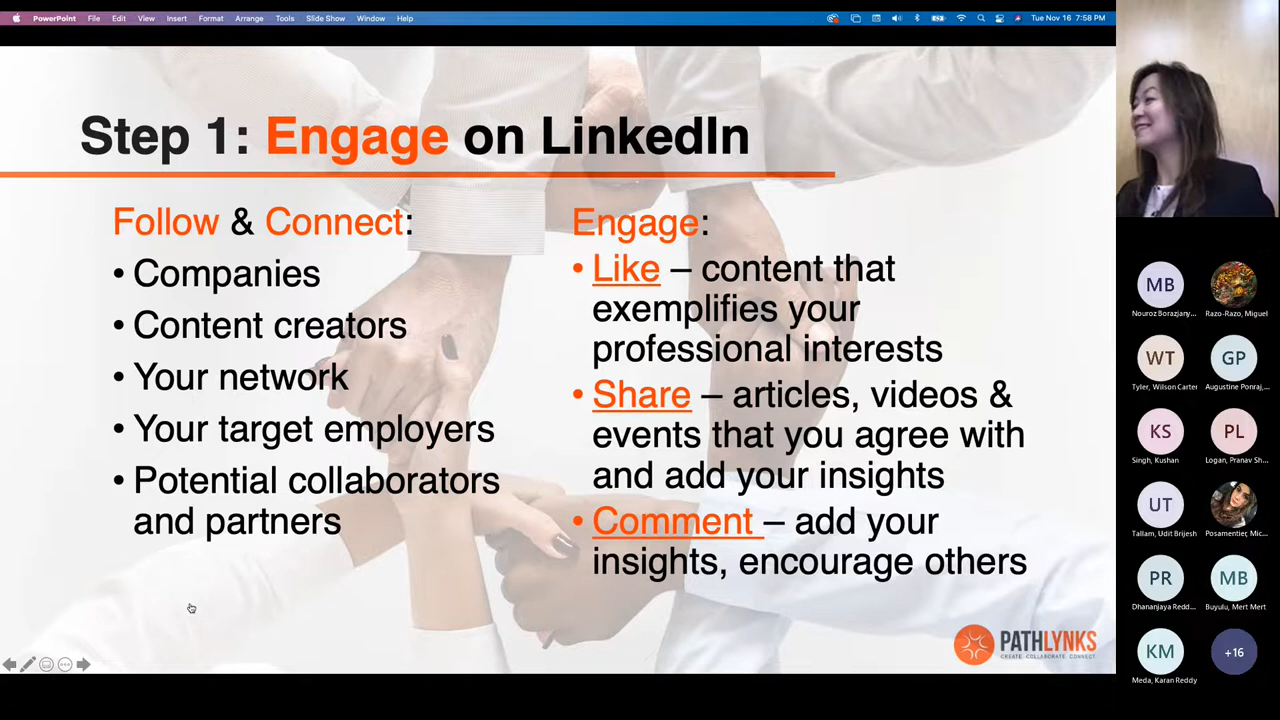 PowerPoint File Edit View Insert Format Arrange Tools Slide Show Window Help
Tue Nov 16 7:58 PM
Step 1: Engage on LinkedIn
Follow & Connect:
• Companies
• Content creators
• Your network
• Your target employers
• Potential collaborators
and partners
Engage:
• Like – content that
exemplifies your
professional interests
• Share – articles, videos &
events that you agree with
and add your insights
• Comment – add your
insights, encourage others
PATHLYNKS
CREATE. COLLABORATE. CONNECT.
MB
Nouroz Borazjany...
Razo-Razo, Miguel
WT
Tyler, Wilson Carter
GP
Augustine Ponraj,...
KS
Singh, Kushan
PL
Logan, Pranav Sh...
UT
Tallam, Udit Brijesh
Posamentier, Mic...
PR
Dhananjaya Redd...
MB
Buyulu, Mert Mert
KM
Meda, Karan Reddy
+16